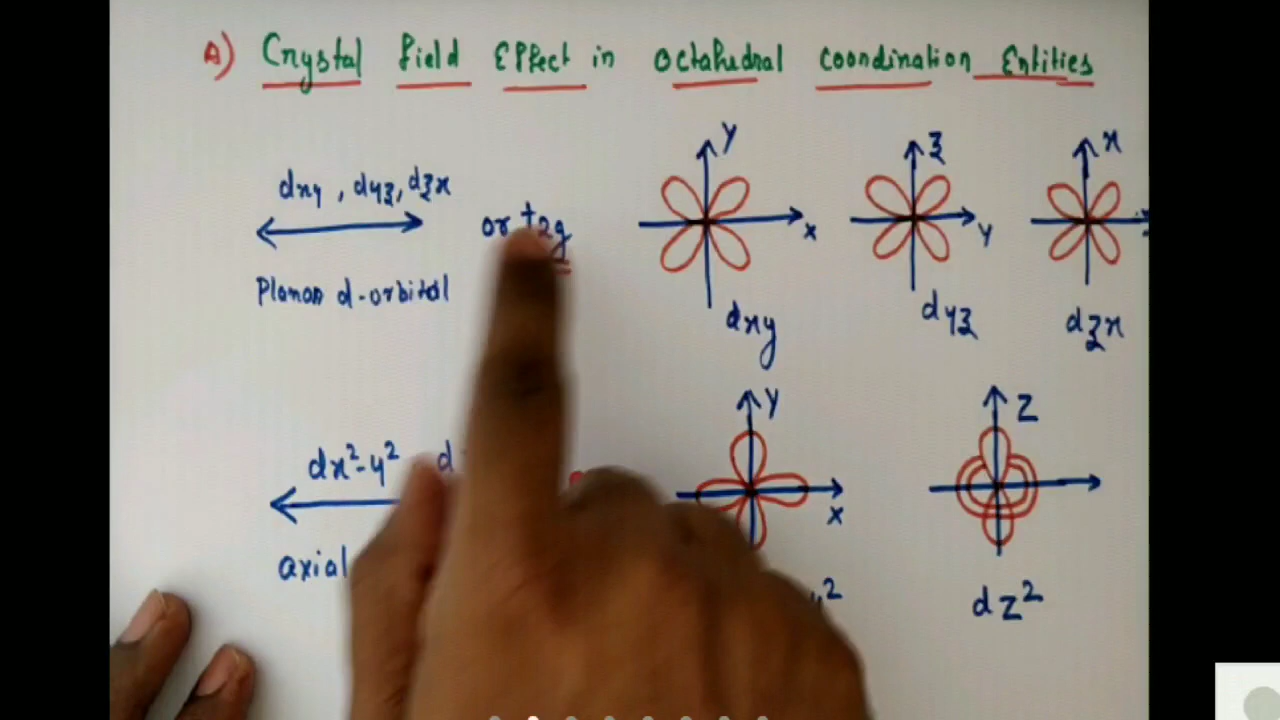 A) Crystal field Effect in Octahedral Coordination Entities
dxy, dyz, dzx
or t2g
Planar d-orbital
Y
x
dxy
z
y
dyz
x
dzx
dx²-y²
d
axial
Y
x
y²
Z
dz²